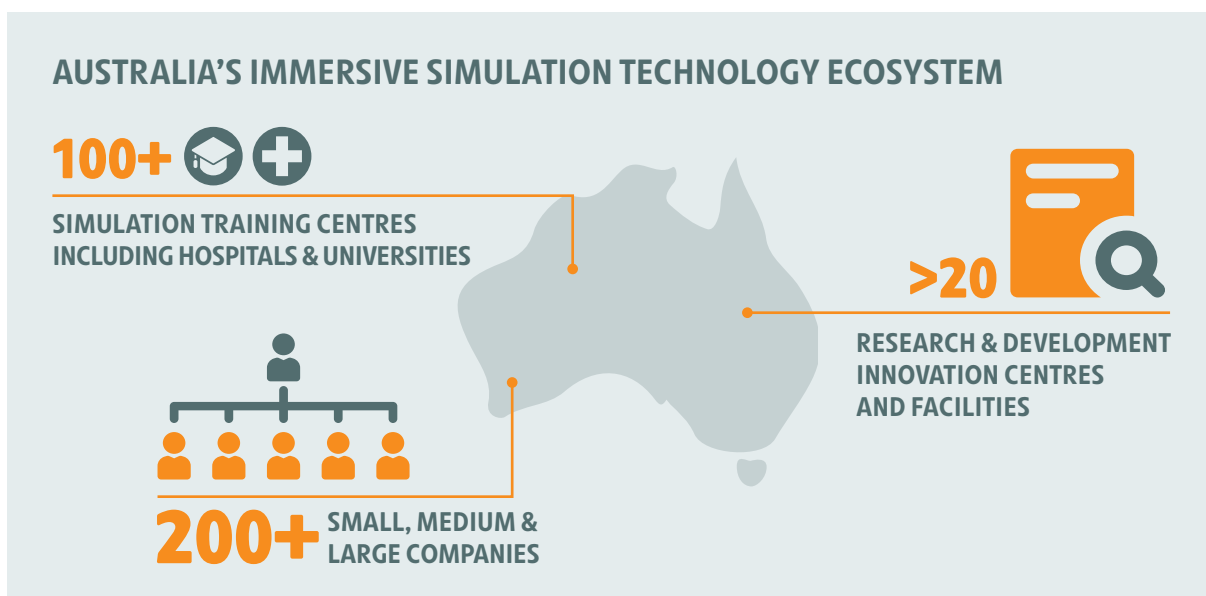 AUSTRALIA'S IMMERSIVE SIMULATION TECHNOLOGY ECOSYSTEM
100+
SIMULATION TRAINING CENTRES
INCLUDING HOSPITALS & UNIVERSITIES
>20
RESEARCH & DEVELOPMENT
INNOVATION CENTRES
AND FACILITIES
200+
SMALL, MEDIUM &
LARGE COMPANIES